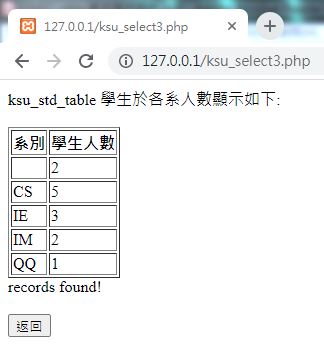 127.0.0.1/ksu_select3.php
127.0.0.1/ksu_select3.php
ksu_std_table 學生於各系人數顯示如下:
系別 學生人數
2
CS 5
IE 3
IM 2
QQ 1
records found!
返回